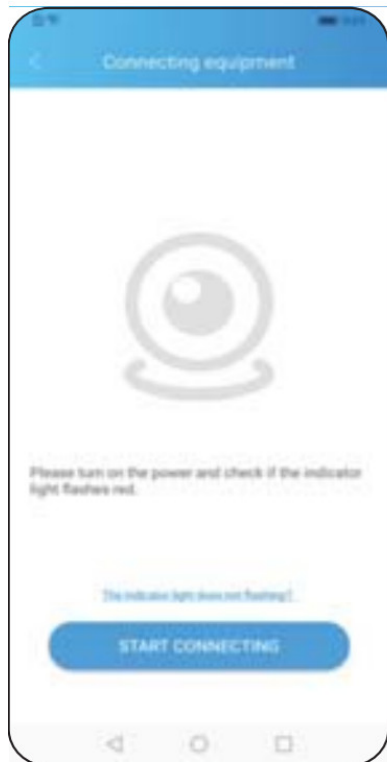 Connecting equipment
Please turn on the power and check if the indicator
light flashes red.
The indicator light does not flashing?
START CONNECTING